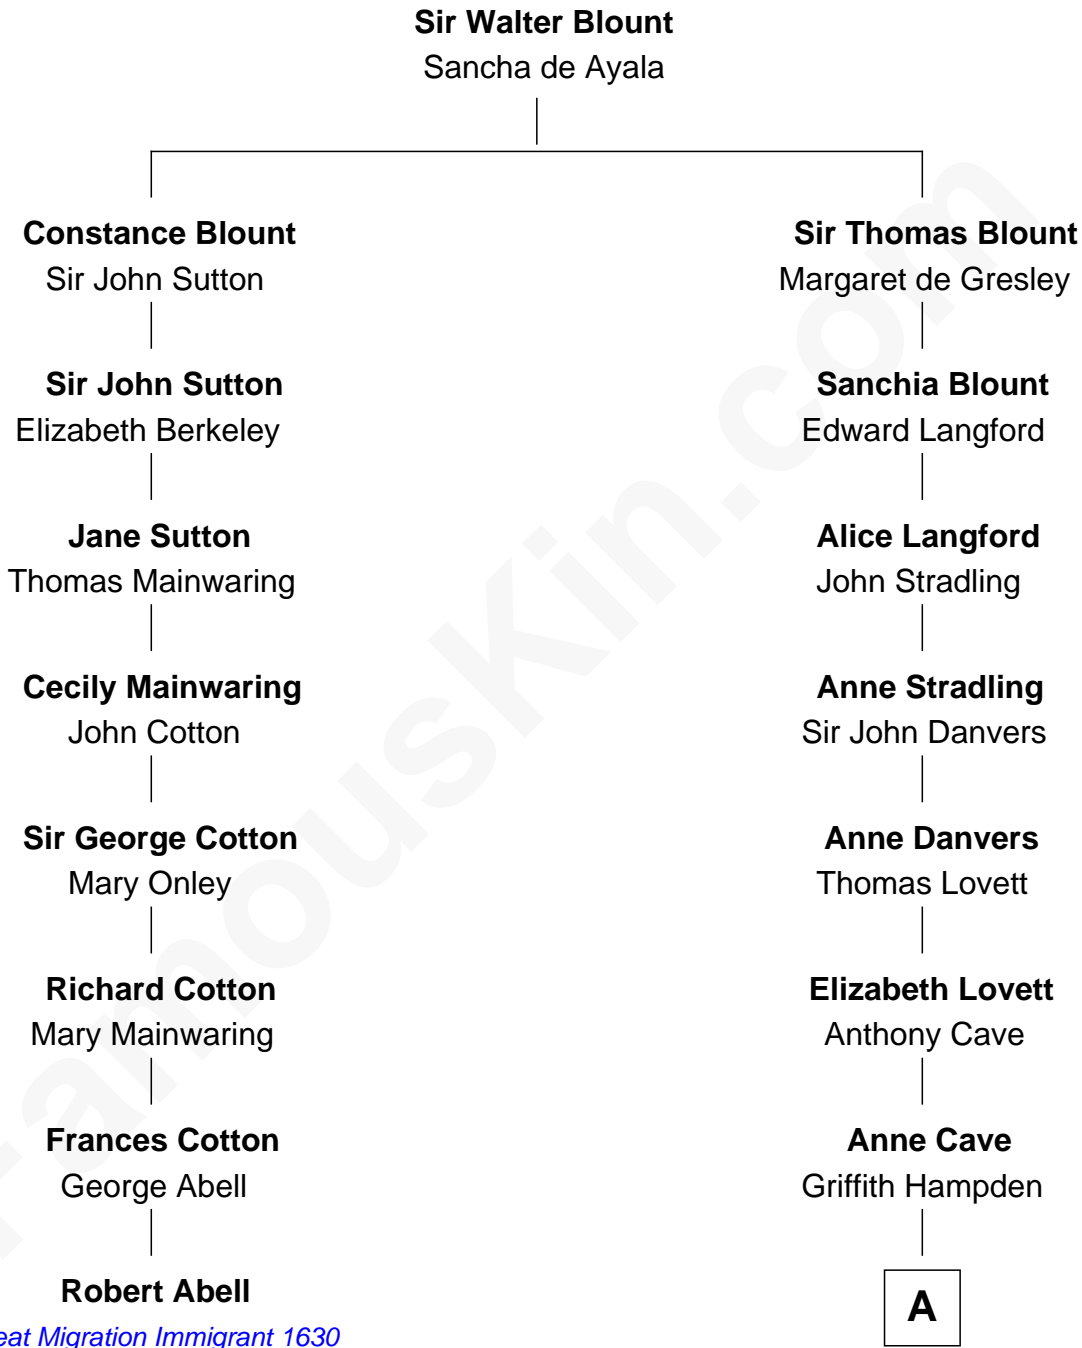 Sir Walter Blount
Sancha de Ayala
Constance Blount
Sir John Sutton
Sir Thomas Blount
Margaret de Gresley
Sir John Sutton
Elizabeth Berkeley
Sanchia Blount
Edward Langford
Jane Sutton
Thomas Mainwaring
Alice Langford
John Stradling
Cecily Mainwaring
John Cotton
Anne Stradling
Sir John Danvers
Sir George Cotton
Mary Onley
Anne Danvers
Thomas Lovett
Richard Cotton
Mary Mainwaring
Elizabeth Lovett
Anthony Cave
Frances Cotton
George Abell
Anne Cave
Griffith Hampden
Robert Abell
eat Migration Immigrant 1630
A
FamousKin.com